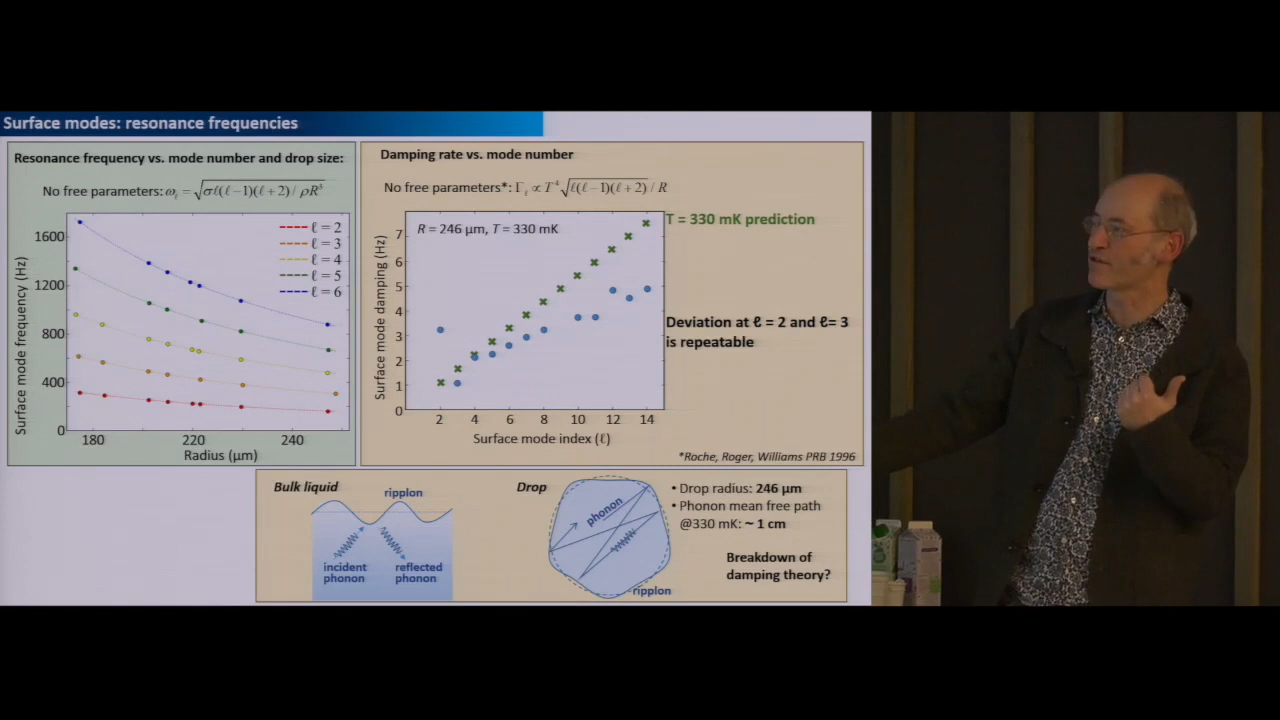 Surface modes: resonance frequencies
Resonance frequency vs. mode number and drop size:
No free parameters: ω_ℓ = √σℓ(ℓ−1)(ℓ+2) / ρR³
Surface mode frequency (Hz)
1600
1200
800
400
0
180
220
240
Radius (µm)
ℓ = 2
ℓ = 3
ℓ = 4
ℓ = 5
ℓ = 6
Damping rate vs. mode number
No free parameters*: Γ_ℓ ∝ T⁴ √ℓ(ℓ−1)(ℓ+2) / R
Surface mode damping (Hz)
R = 246 µm, T = 330 mK
7
6
5
4
3
2
1
0
2
4
6
8
10
12
14
Surface mode index (ℓ)
T = 330 mK prediction
Deviation at ℓ = 2 and ℓ= 3
is repeatable
*Roche, Roger, Williams PRB 1996
Bulk liquid
ripplon
incident
phonon
reflected
phonon
Drop
phonon
ripplon
• Drop radius: 246 µm
• Phonon mean free path
@330 mK: ~ 1 cm
Breakdown of
damping theory?